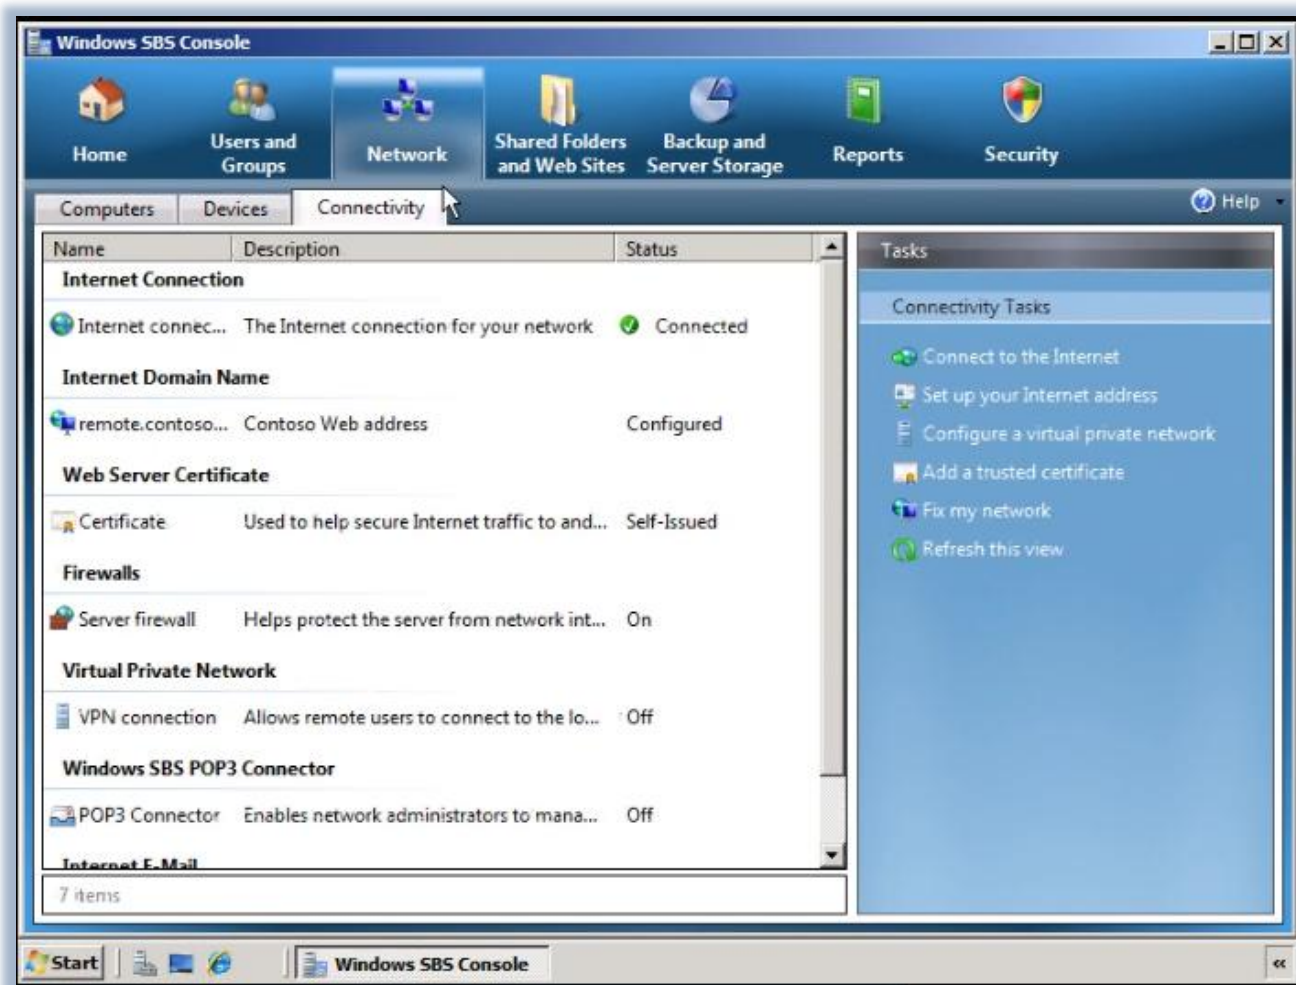 Windows SBS Console
Home
Users and
Groups
Network
Shared Folders
and Web Sites
Backup and
Server Storage
Reports
Security
Computers
Devices
Connectivity
Help
Name Description Status
Internet Connection
Internet connec... The Internet connection for your network Connected
Internet Domain Name
remote.contoso... Contoso Web address Configured
Web Server Certificate
Certificate Used to help secure Internet traffic to and... Self-Issued
Firewalls
Server firewall Helps protect the server from network int... On
Virtual Private Network
VPN connection Allows remote users to connect to the lo... Off
Windows SBS POP3 Connector
POP3 Connector Enables network administrators to mana... Off
Internet E-Mail
7 items
Tasks
Connectivity Tasks
Connect to the Internet
Set up your Internet address
Configure a virtual private network
Add a trusted certificate
Fix my network
Refresh this view
Start
Windows SBS Console